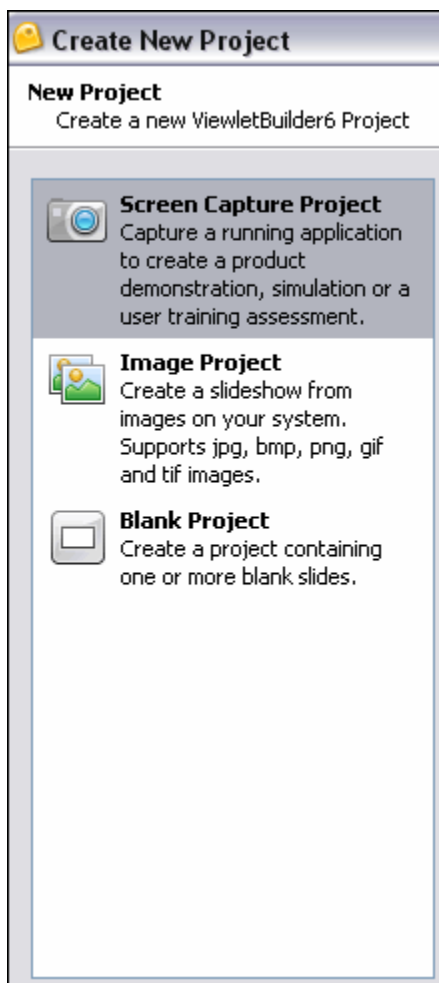 Create New Project
New Project
Create a new ViewletBuilder6 Project
Screen Capture Project
Capture a running application
to create a product
demonstration, simulation or a
user training assessment.
Image Project
Create a slideshow from
images on your system.
Supports jpg, bmp, png, gif
and tif images.
Blank Project
Create a project containing
one or more blank slides.